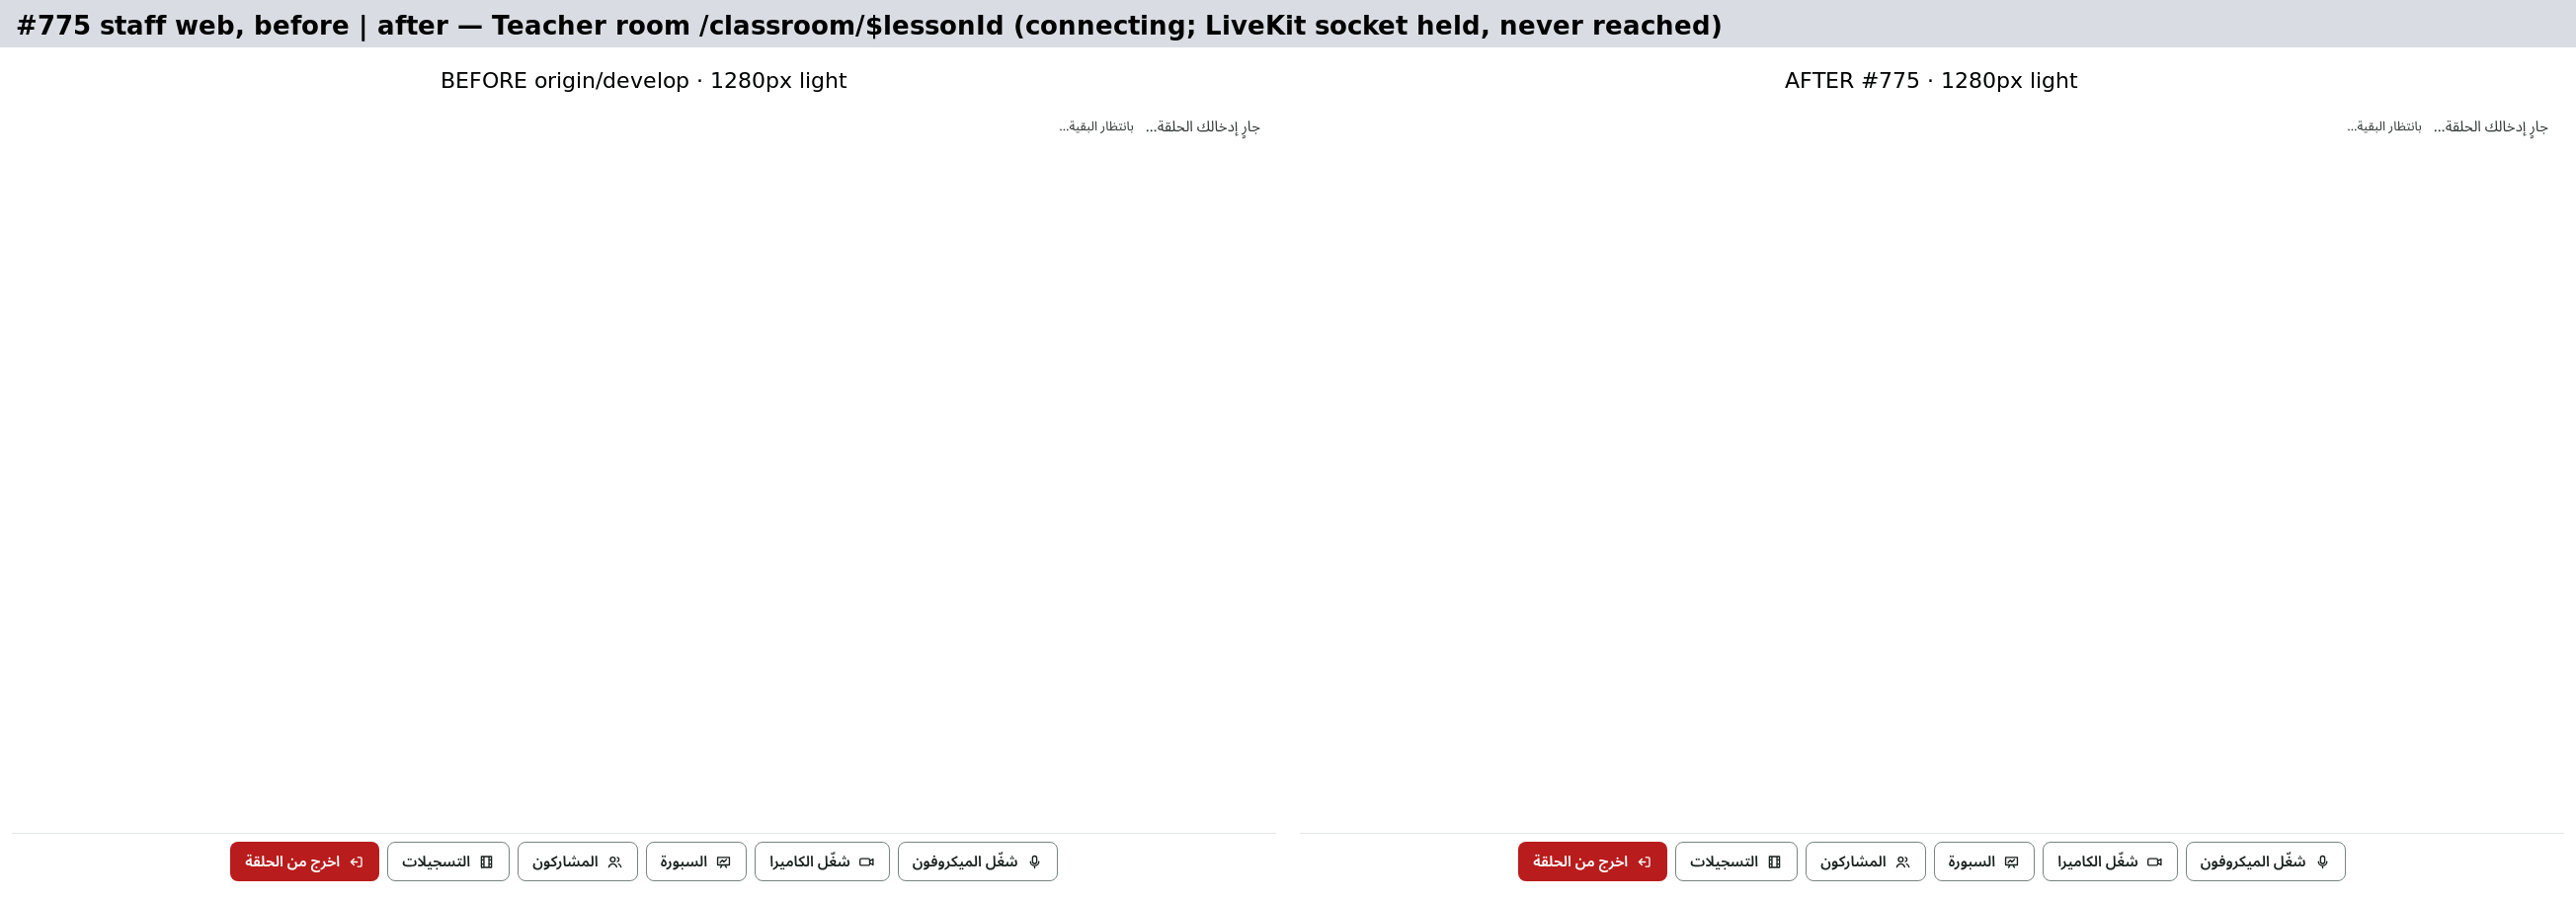 #775 staff web, before | after — Teacher room /classroom/$lessonId (connecting; LiveKit socket held, never reached)
BEFORE origin/develop · 1280px light
AFTER #775 · 1280px light
جارٍ إدخالك الحلقة... بانتظار البقية...
جارٍ إدخالك الحلقة... بانتظار البقية...
شغّل الميكروفون شغّل الكاميرا السبورة المشاركون التسجيلات اخرج من الحلقة
شغّل الميكروفون شغّل الكاميرا السبورة المشاركون التسجيلات اخرج من الحلقة